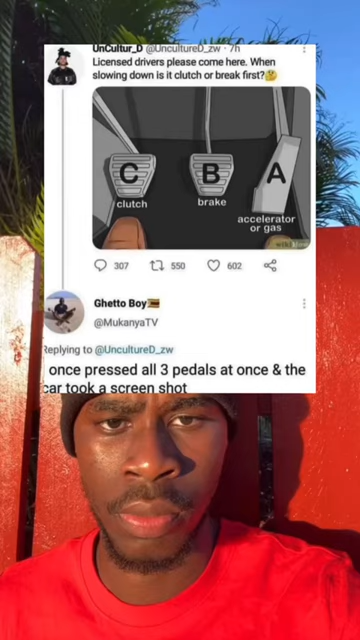 UnCultur_D @UncultureD_zw · 7h
Licensed drivers please come here. When
slowing down is it clutch or break first?🤔
C
B
A
clutch
brake
accelerator
or gas
307
550
602
Ghetto Boy
@MukanyaTV
Replying to @UncultureD_zw
once pressed all 3 pedals at once & the
car took a screen shot